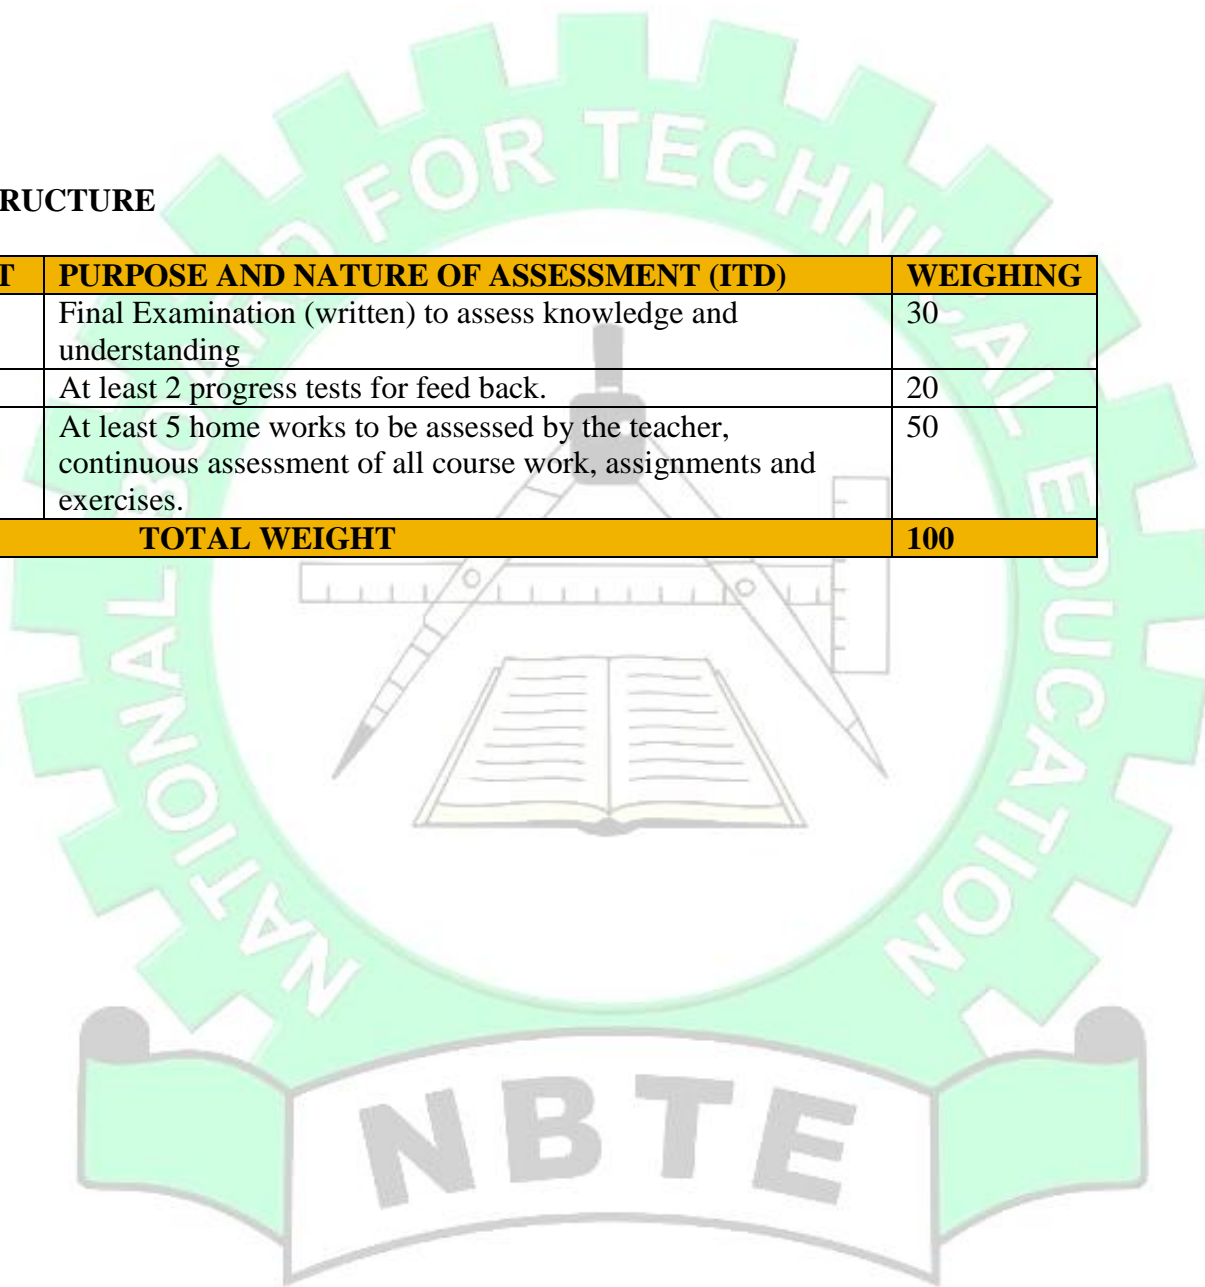 RUCTURE
T PURPOSE AND NATURE OF ASSESSMENT (ITD) WEIGHING
Final Examination (written) to assess knowledge and 30
understanding
At least 2 progress tests for feed back. 20
At least 5 home works to be assessed by the teacher, 50
continuous assessment of all course work, assignments and
exercises.
TOTAL WEIGHT 100
NATIONAL BOARD FOR TECHNICAL EDUCATION
NBTE